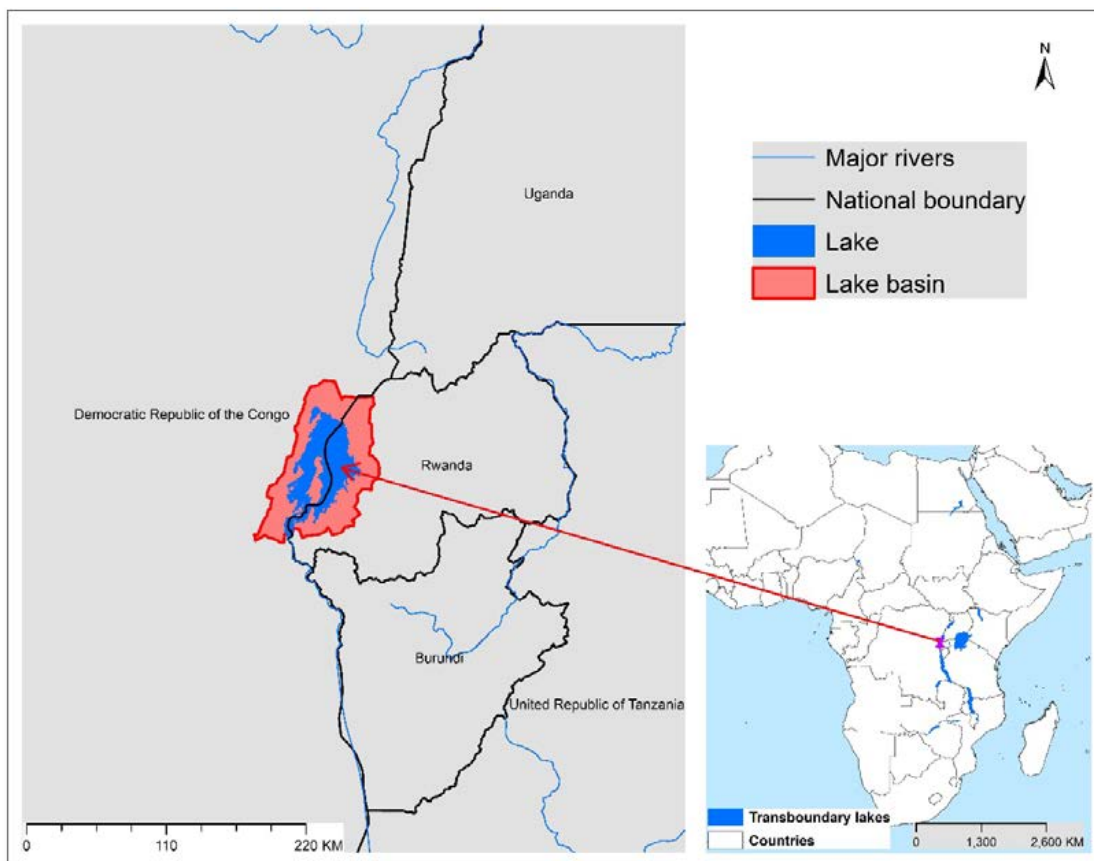 N
Major rivers
National boundary
Lake
Lake basin
Uganda
Democratic Republic of the Congo
Rwanda
Burundi
United Republic of Tanzania
0 110 220 KM
Transboundary lakes
Countries
0 1,300 2,600 KM